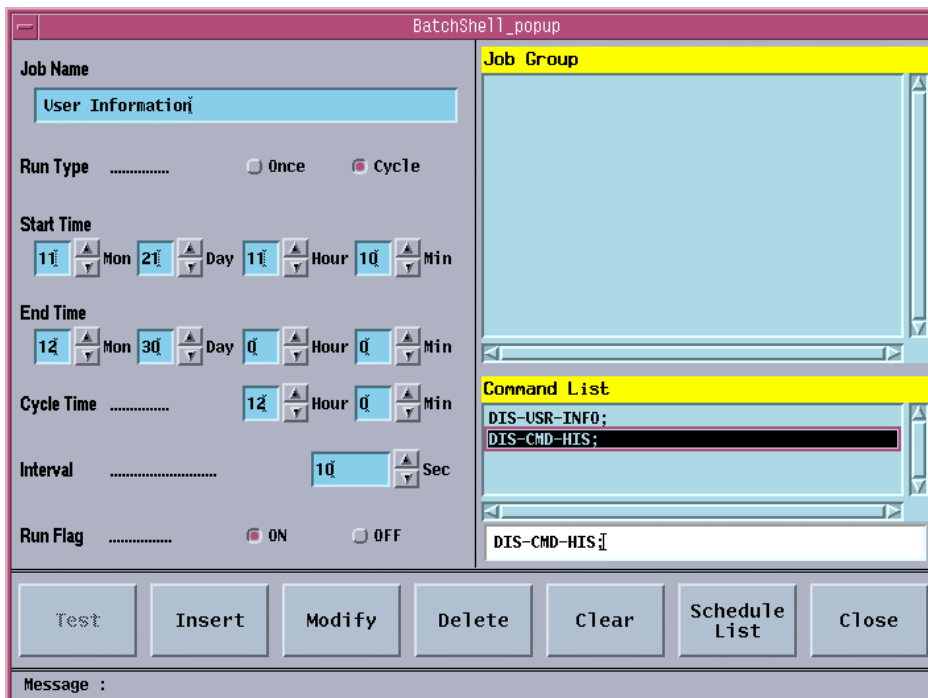 BatchShell_popup
Job Name
User Information
Run Type ............... Once Cycle
Start Time
11 Mon 21 Day 11 Hour 10 Min
End Time
12 Mon 30 Day 0 Hour 0 Min
Cycle Time ............... 12 Hour 0 Min
Interval ........................... 10 Sec
Run Flag ................ ON OFF
Job Group
Command List
DIS-USR-INFO;
DIS-CMD-HIS;
DIS-CMD-HIS;
Test Insert Modify Delete Clear Schedule List Close
Message :